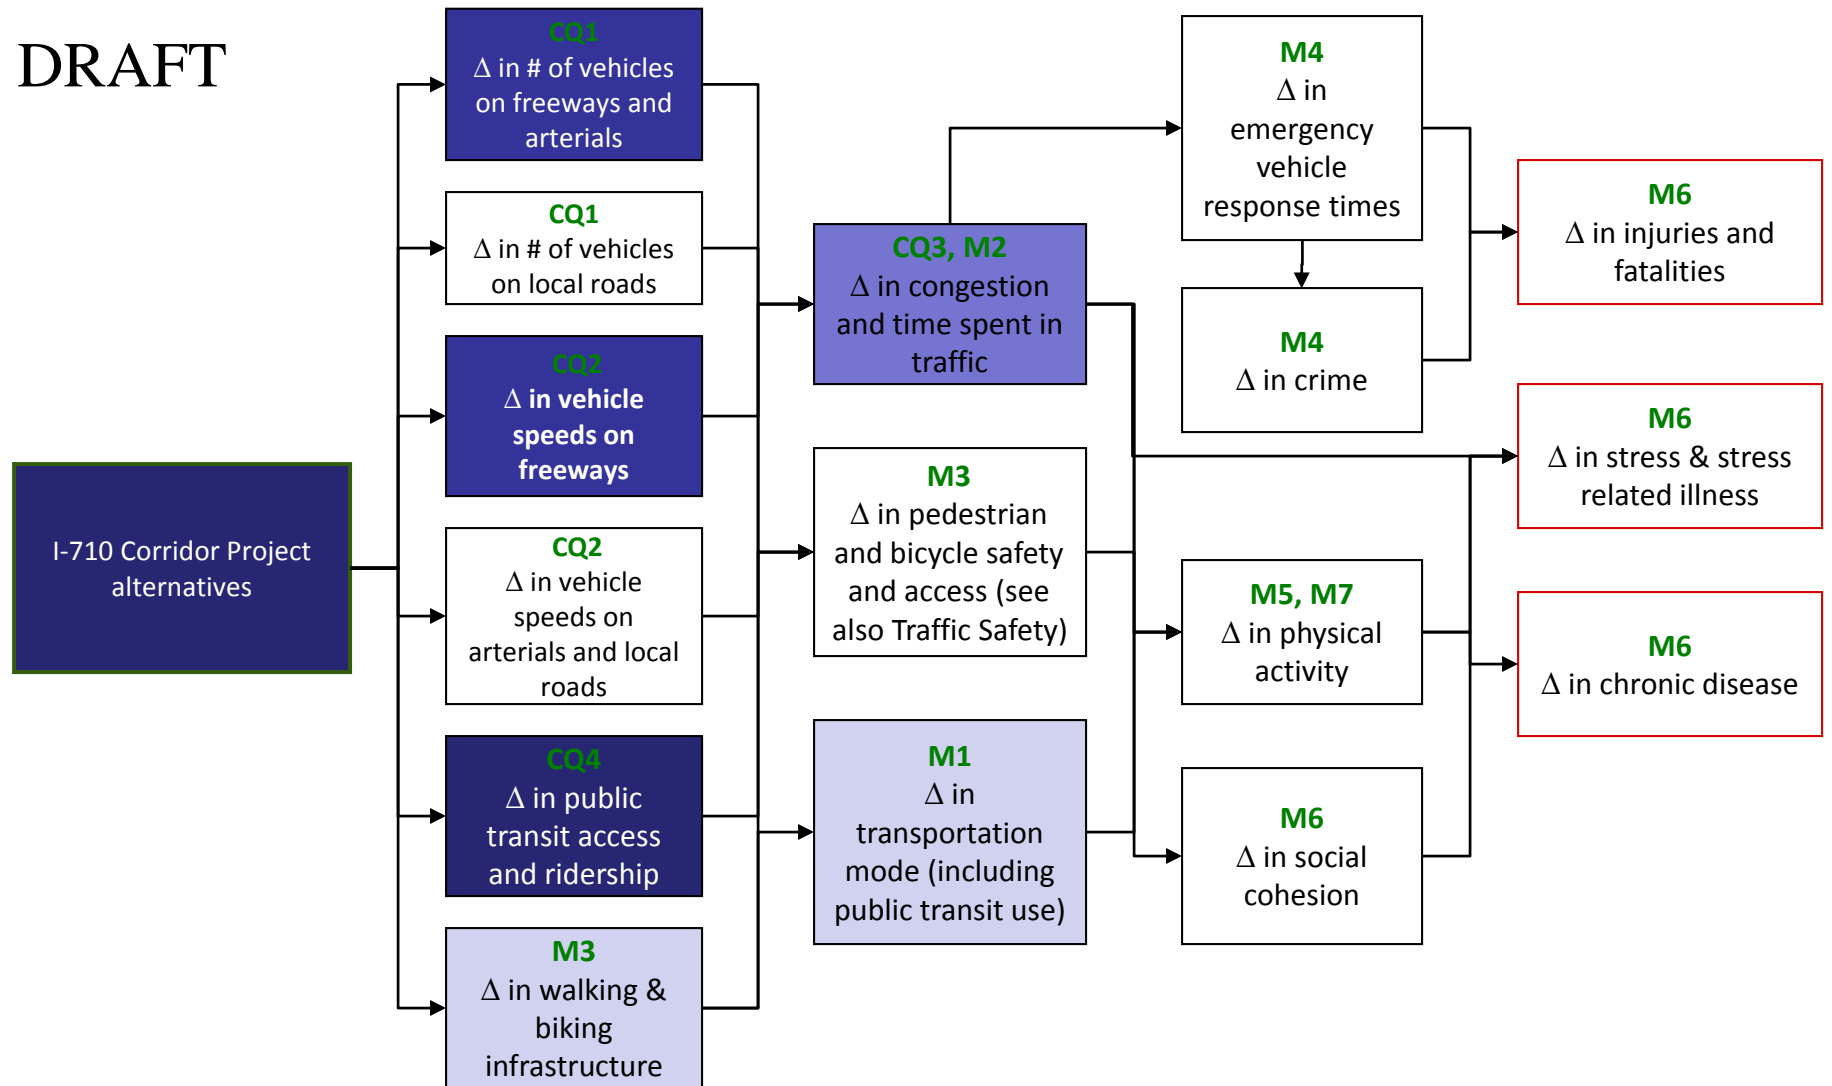 DRAFT
I-710 Corridor Project
alternatives
CQ1
Δ in # of vehicles
on freeways and
arterials
CQ1
Δ in # of vehicles
on local roads
CQ2
Δ in vehicle
speeds on
freeways
CQ2
Δ in vehicle
speeds on
arterials and local
roads
CQ4
Δ in public
transit access
and ridership
M3
Δ in walking &
biking
infrastructure
CQ3, M2
Δ in congestion
and time spent in
traffic
M3
Δ in pedestrian
and bicycle safety
and access (see
also Traffic Safety)
M1
Δ in
transportation
mode (including
public transit use)
M4
Δ in
emergency
vehicle
response times
M4
Δ in crime
M5, M7
Δ in physical
activity
M6
Δ in social
cohesion
M6
Δ in injuries and
fatalities
M6
Δ in stress & stress
related illness
M6
Δ in chronic disease